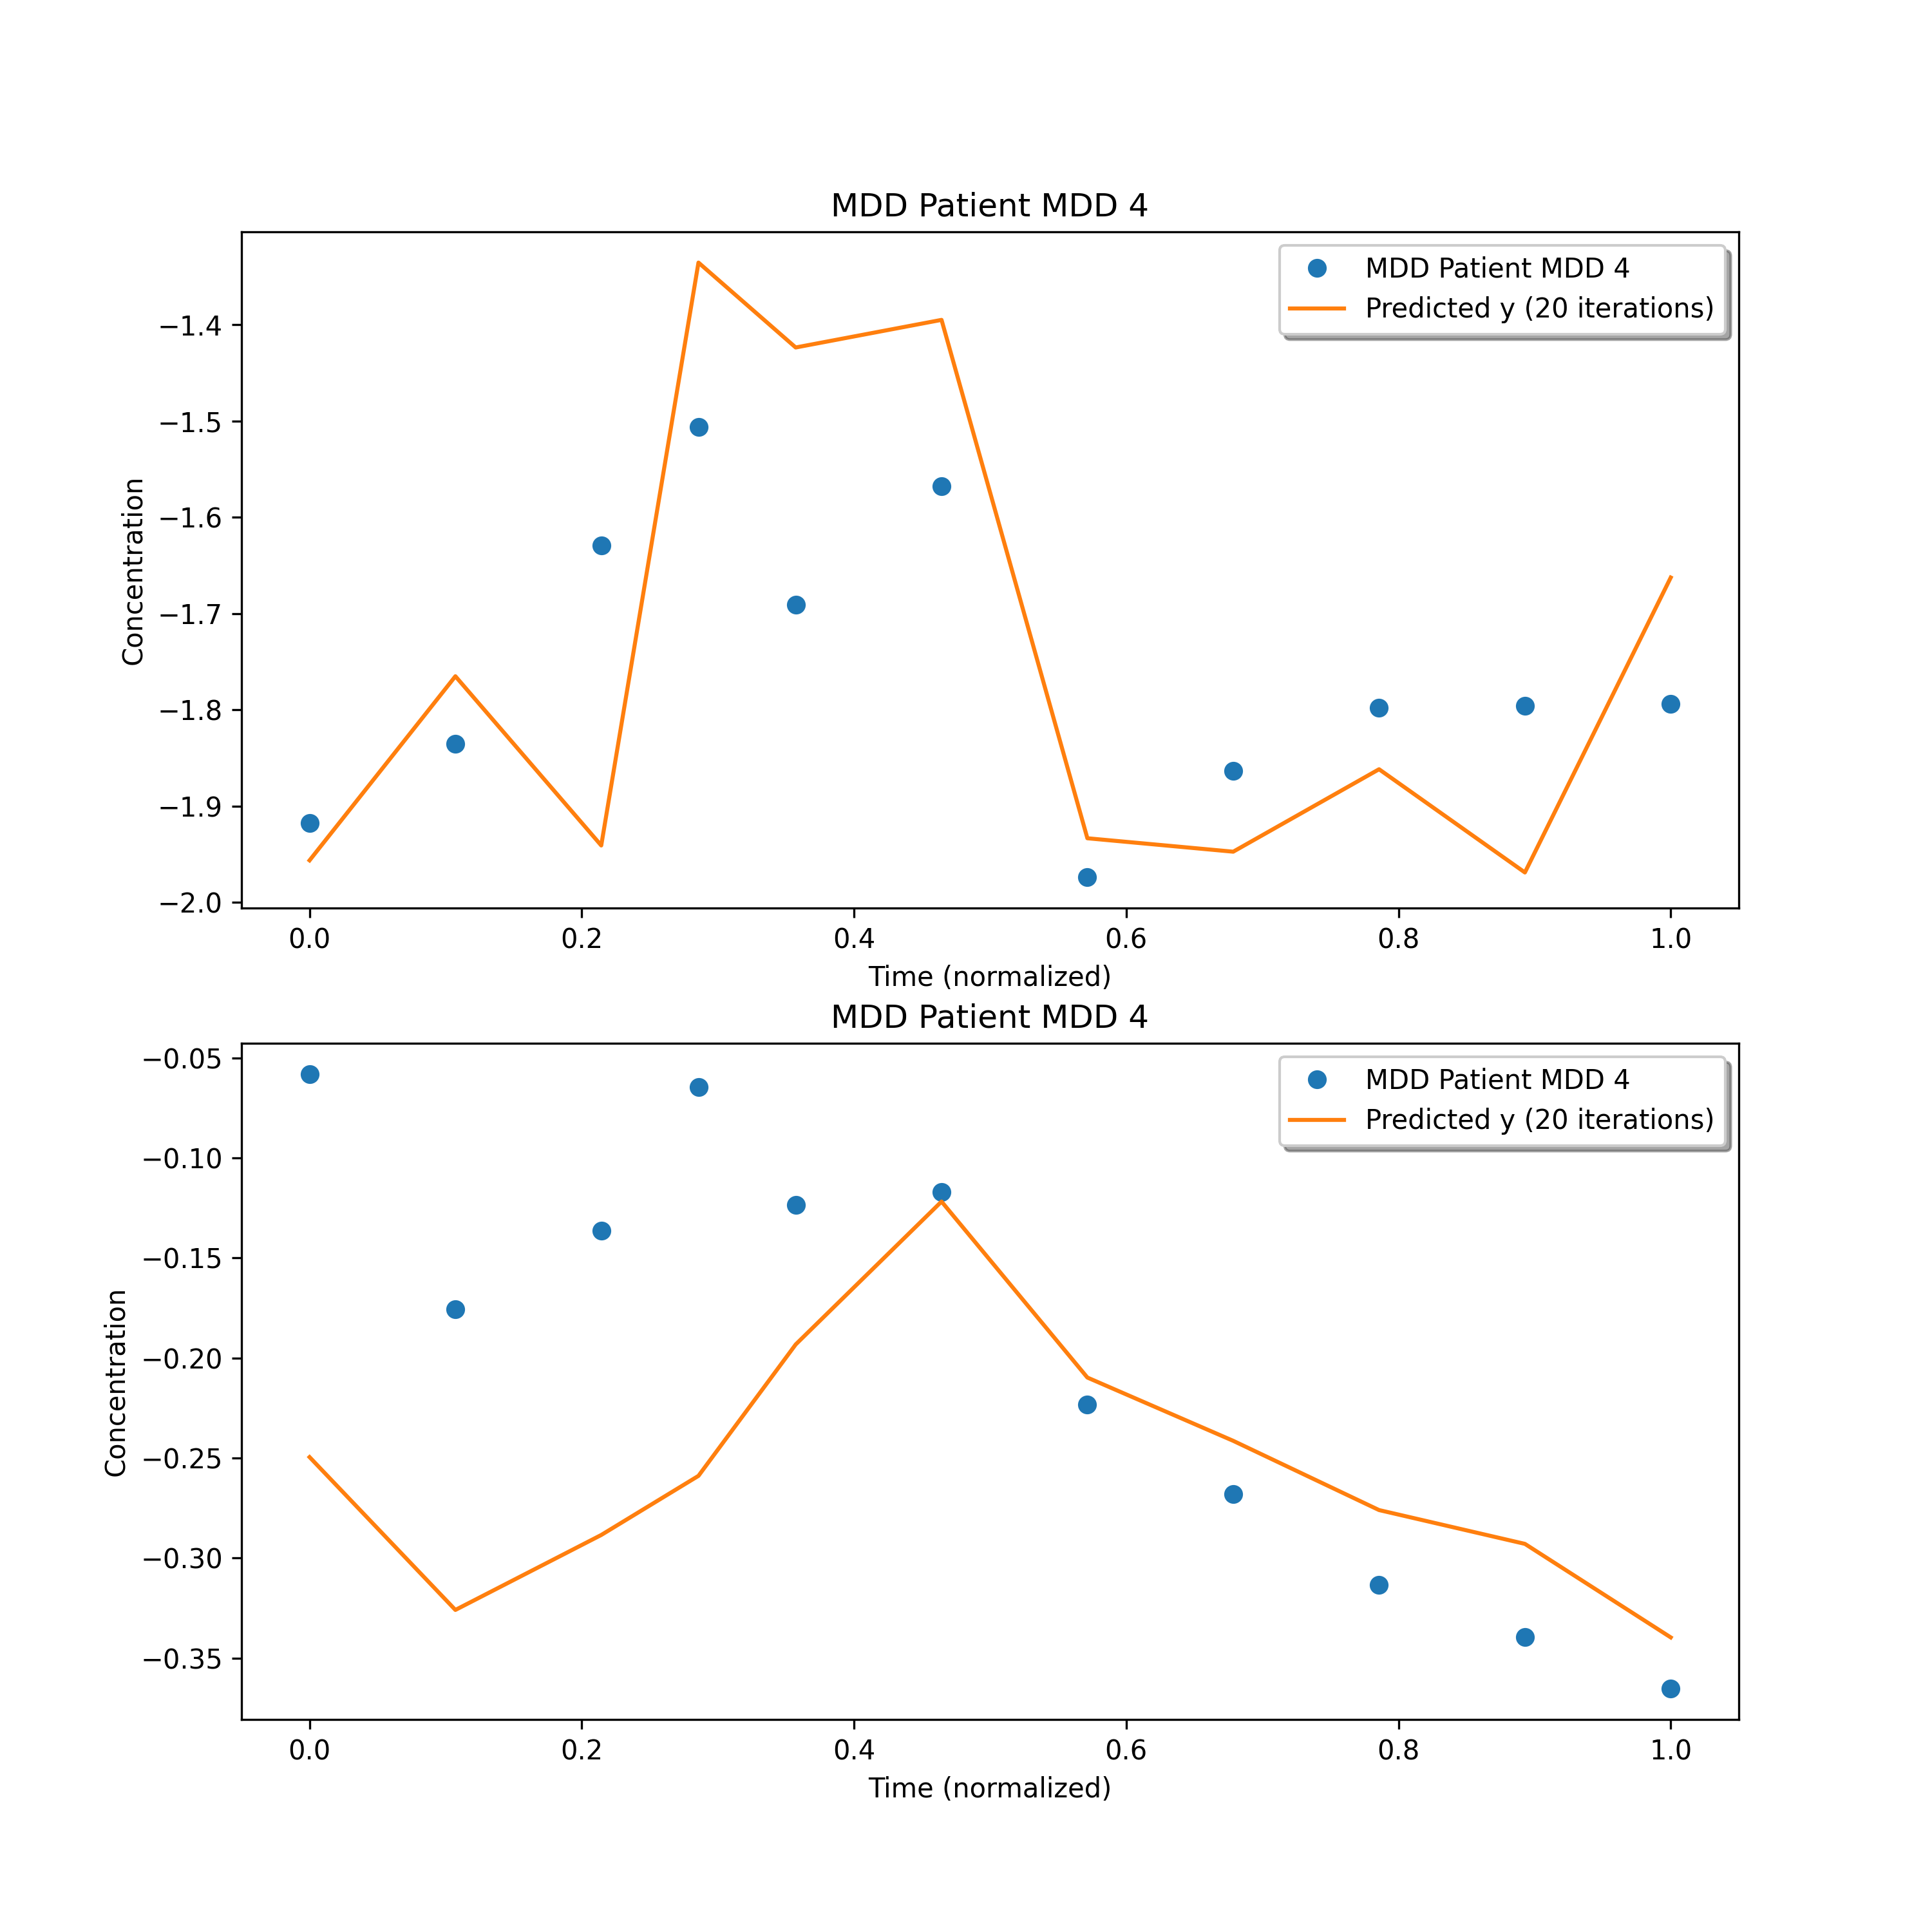 MDD Patient MDD 4
MDD Patient MDD 4
Predicted y (20 iterations)
−1.4
−1.5
−1.6
−1.7
−1.8
−1.9
−2.0
Concentration
0.0 0.2 0.4 0.6 0.8 1.0
Time (normalized)
MDD Patient MDD 4
MDD Patient MDD 4
Predicted y (20 iterations)
−0.05
−0.10
−0.15
−0.20
−0.25
−0.30
−0.35
Concentration
0.0 0.2 0.4 0.6 0.8 1.0
Time (normalized)